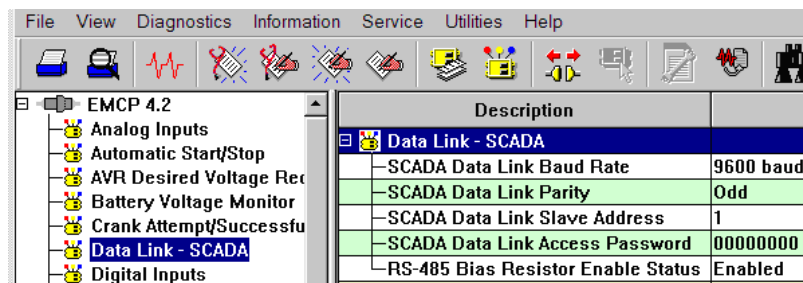 File View Diagnostics Information Service Utilities Help
EMCP 4.2
Analog Inputs
Automatic Start/Stop
AVR Desired Voltage
Battery Voltage Monitor
Crank
Data Link - SCADA
Digital Inputs
Description
Data Link - SCADA
SCADA Data Link Baud Rate 9600 baud
SCADA Data Link Parity Odd
SCADA Data Link Slave Address 1
SCADA Data Link Access Password 00000000
RS-485 Bias Resistor Enable Status Enabled